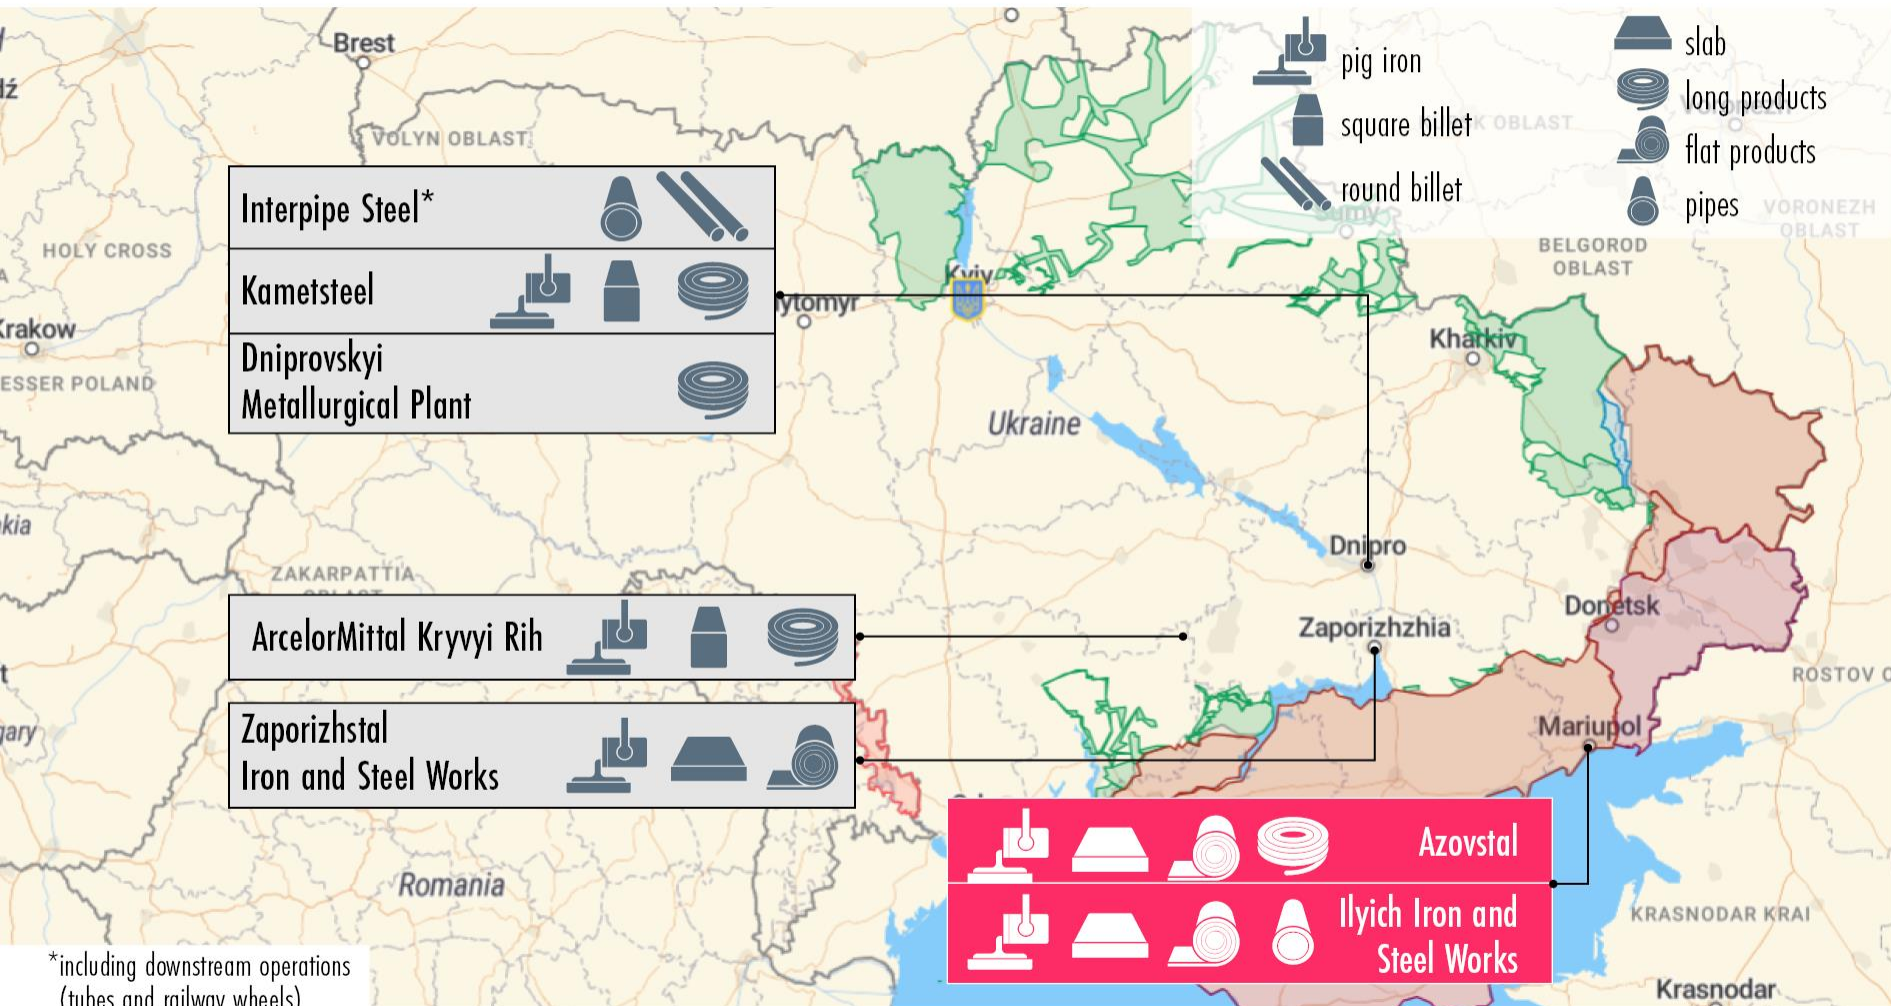 Brest
VOLYN OBLAST
HOLY CROSS
Krakow
ESSER POLAND
pig iron
square billet
round billet
slab
long products
flat products
pipes
K OBLAST
Sumy
VORONEZH
OBLAST
BELGOROD
OBLAST
Interpipe Steel*
Kametsteel
Dniprovskyi
Metallurgical Plant
Kyiv
ytomyr
Kharkiv
Ukraine
Dnipro
Donetsk
Zaporizhzhia
kia
ZAKARPATTIA
ArcelorMittal Kryvyi Rih
ROSTOV O
Mariupol
gary
Zaporizhstal
Iron and Steel Works
Azovstal
Ilyich Iron and
Steel Works
Romania
KRASNODAR KRAI
Krasnodar
*including downstream operations
(tubes and railway wheels)